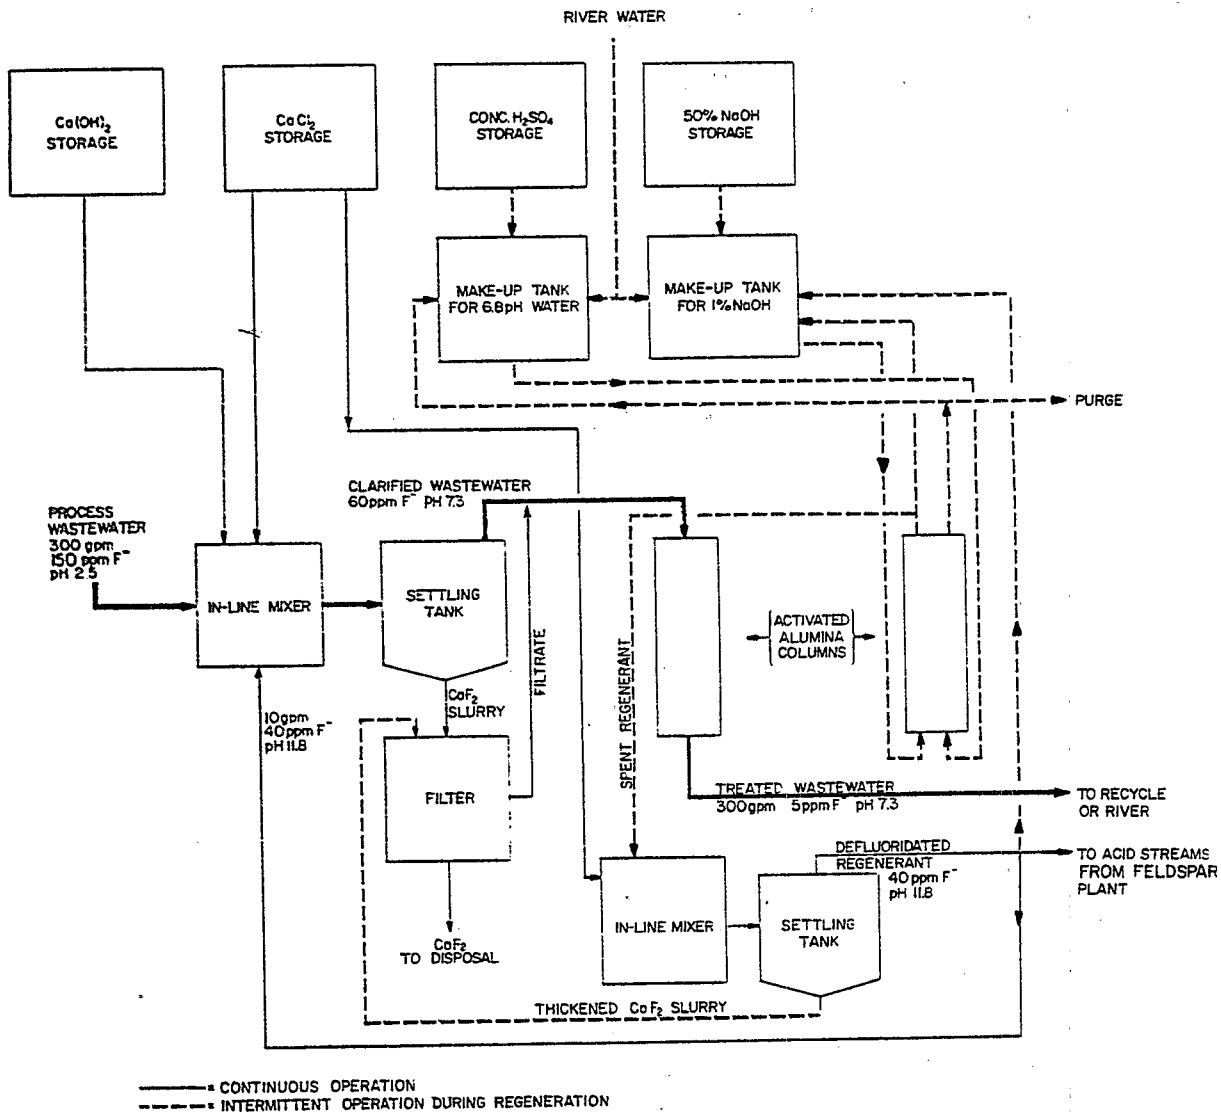 RIVER WATER
Ca(OH)2
STORAGE
CaCl2
STORAGE
CONC. H2SO4
STORAGE
50% NaOH
STORAGE
MAKE-UP TANK
FOR 6.8 pH WATER
MAKE-UP TANK
FOR 1% NaOH
PURGE
CLARIFIED WASTEWATER
60ppm F- pH 7.3
PROCESS
WASTEWATER
300 gpm
150 ppm F-
pH 2.5
IN-LINE MIXER
SETTLING
TANK
FILTRATE
SPENT REGENERANT
ACTIVATED
ALUMINA
COLUMNS
CaF2
SLURRY
10gpm
40ppm F-
pH 11.8
FILTER
TREATED WASTEWATER
300gpm 5ppm F- pH 7.3
TO RECYCLE
OR RIVER
DEFLUORIDATED
REGENERANT
40 ppm F-
pH 11.8
TO ACID STREAMS
FROM FELDSPAR
PLANT
IN-LINE MIXER
SETTLING
TANK
CaF2
TO DISPOSAL
THICKENED CaF2 SLURRY
= CONTINUOUS OPERATION
= INTERMITTENT OPERATION DURING REGENERATION